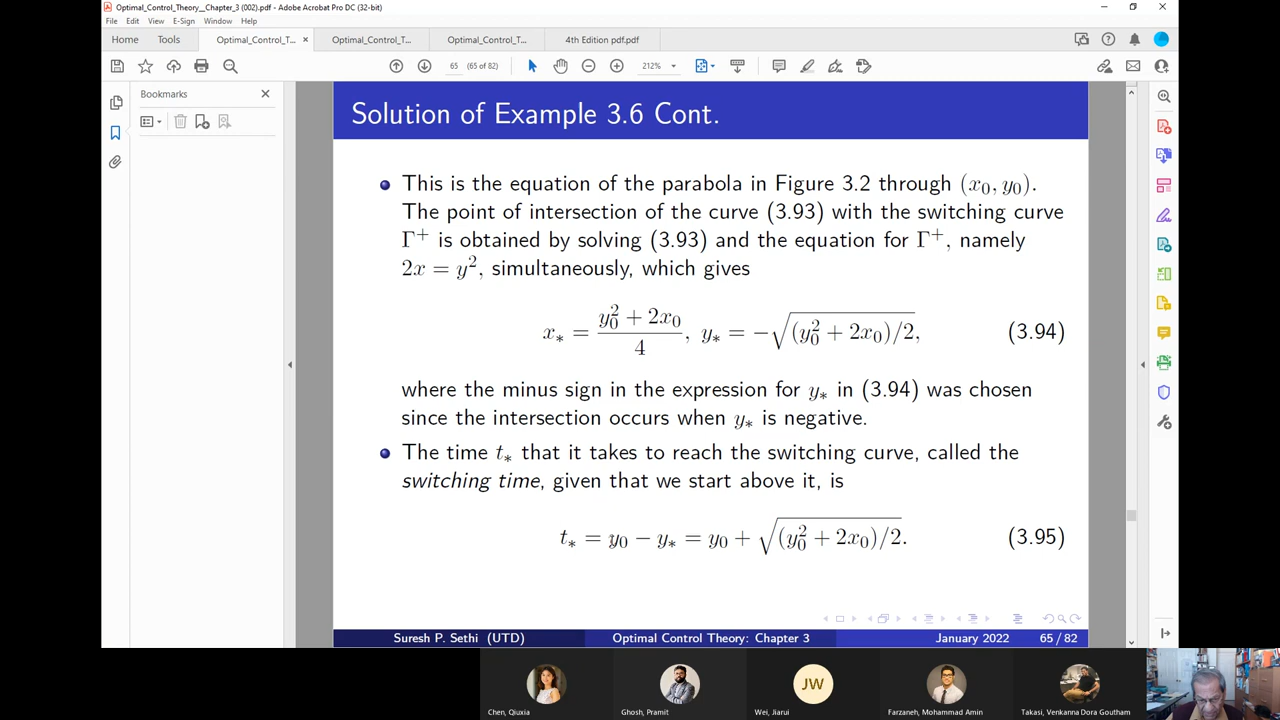 Optimal_Control_Theory__Chapter_3 (002).pdf - Adobe Acrobat Pro DC (32-bit)
File Edit View E-Sign Window Help
Home Tools Optimal_Control_T... × Optimal_Control_T... Optimal_Control_T... 4th Edition pdf.pdf
65 (65 of 82) 212%
Bookmarks
Solution of Example 3.6 Cont.
This is the equation of the parabola in Figure 3.2 through (x₀, y₀).
The point of intersection of the curve (3.93) with the switching curve
Γ⁺ is obtained by solving (3.93) and the equation for Γ⁺, namely
2x = y², simultaneously, which gives
x* = (y₀² + 2x₀)/4, y* = −√((y₀² + 2x₀)/2), (3.94)
where the minus sign in the expression for y* in (3.94) was chosen
since the intersection occurs when y* is negative.
The time t* that it takes to reach the switching curve, called the
switching time, given that we start above it, is
t* = y₀ − y* = y₀ + √((y₀² + 2x₀)/2). (3.95)
Suresh P. Sethi (UTD) Optimal Control Theory: Chapter 3 January 2022 65 / 82
Chen, Qiuxia Ghosh, Pramit JW Wei, Jiarui Farzaneh, Mohammad Amin Takasi, Venkanna Dora Goutham